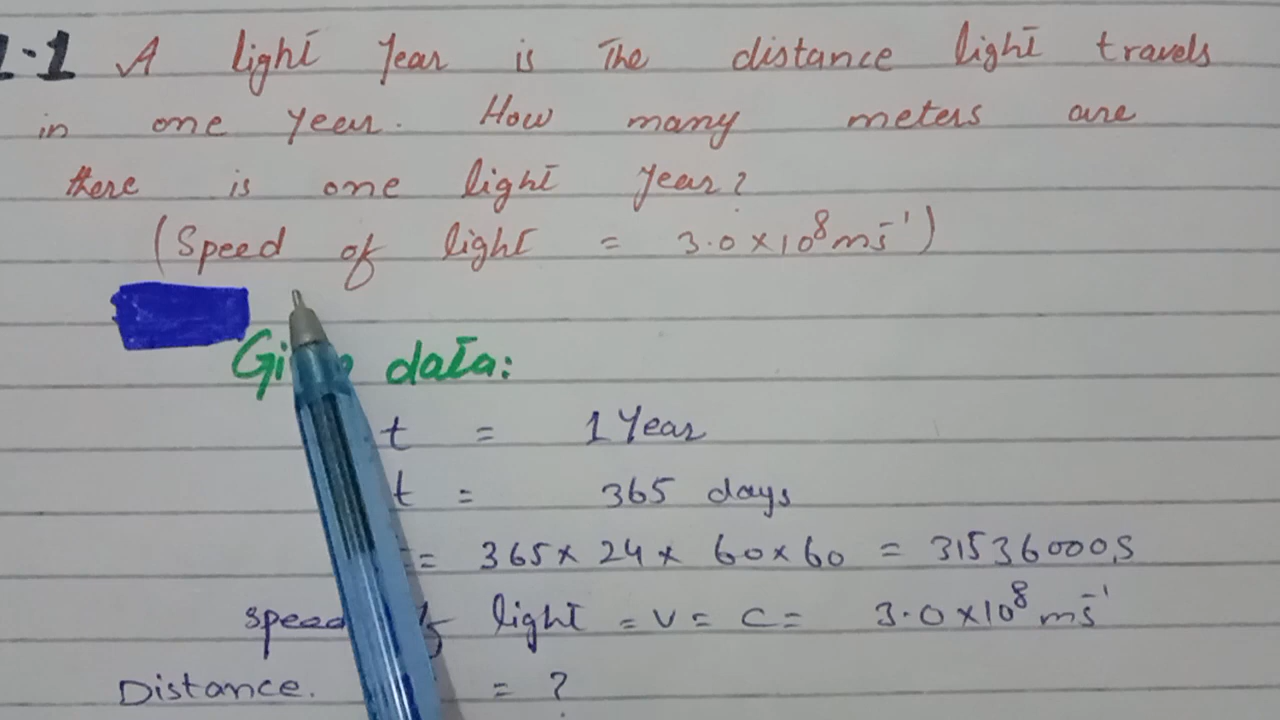 1.1 A light year is the distance light travels
in one year. How many meters are
there is one light year?
(Speed of light = 3.0×10⁸ms⁻¹)
data:
t = 1 Year
t = 365 days
= 365× 24× 60×60 = 31536000s
speed light = v = c = 3.0×10⁸ms⁻¹
Distance. = ?